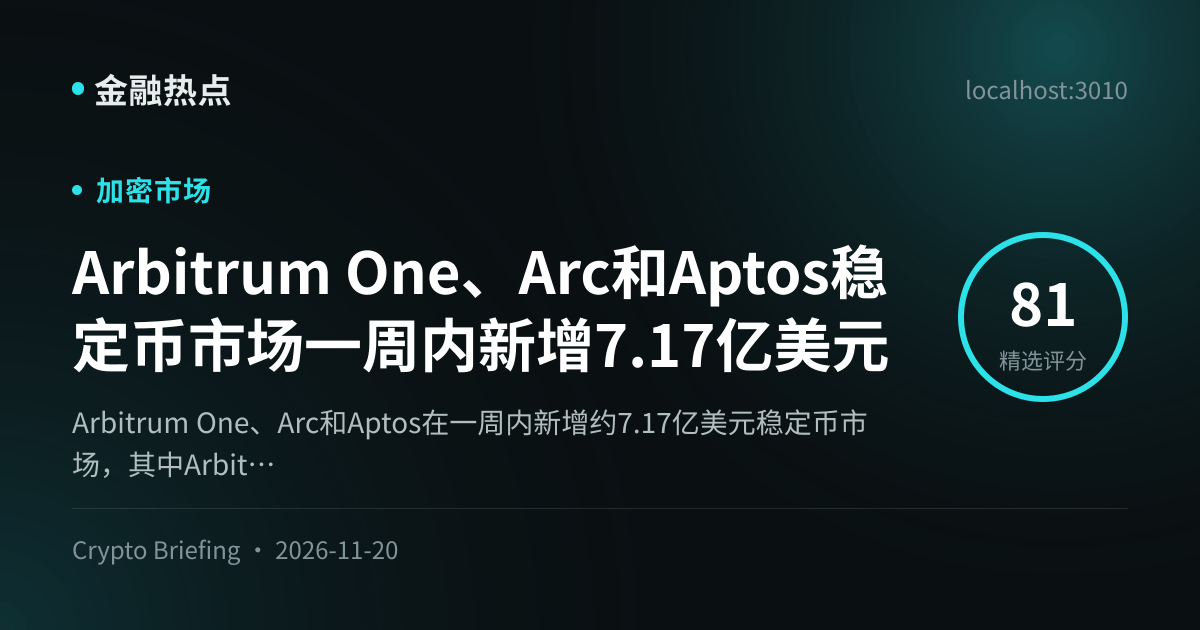 金融热点
localhost:3010
加密市场
Arbitrum One、Arc和Aptos稳
定币市场一周内新增7.17亿美元
81
精选评分
Arbitrum One、Arc和Aptos在一周内新增约7.17亿美元稳定币市
场，其中Arbit…
Crypto Briefing · 2026-11-20